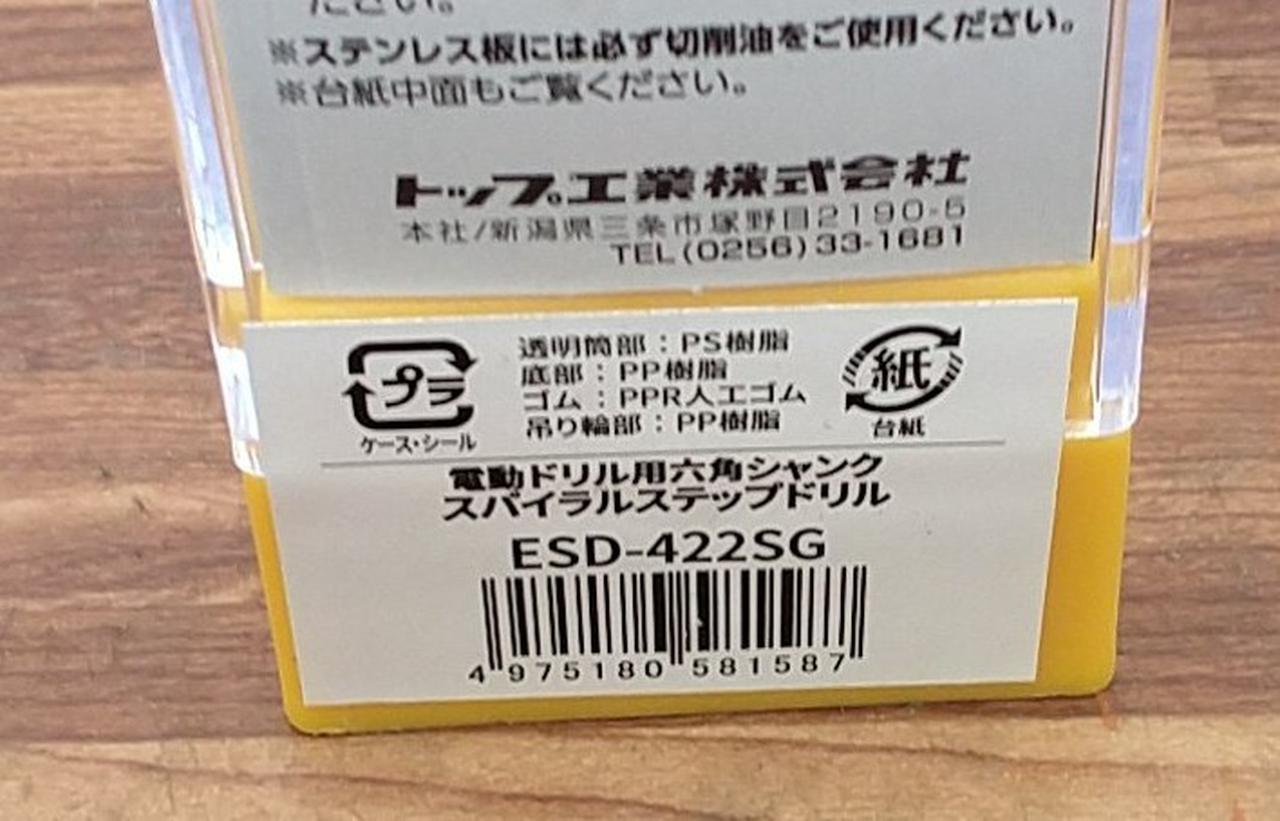 ださい。
※ステンレス板には必ず切削油をご使用ください。
※台紙中面もご覧ください。
トップ工業株式会社
本社/新潟県三条市塚野目2190-5
TEL(0256)33-1681
プラ
ケース・シール
透明筒部：PS樹脂
底部：PP樹脂
ゴム：PPR人工ゴム
吊り輪部：PP樹脂
紙
台紙
電動ドリル用六角シャンク
スパイラルステップドリル
ESD-422SG
4 975180 581587